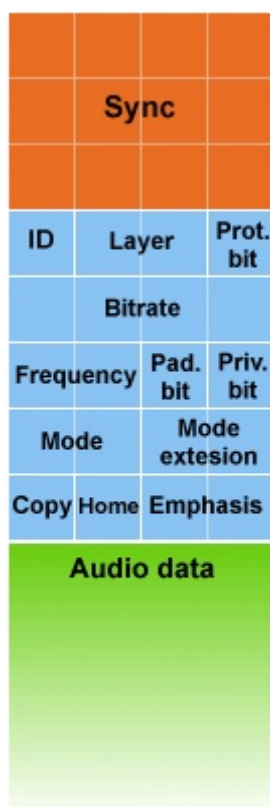 Sync
ID Layer Prot. bit
Bitrate
Frequency Pad. bit Priv. bit
Mode Mode extesion
Copy Home Emphasis
Audio data